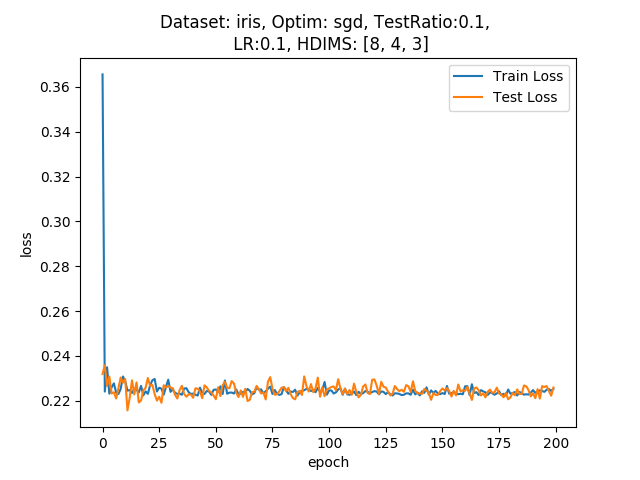 Dataset: iris, Optim: sgd, TestRatio:0.1,
LR:0.1, HDIMS: [8, 4, 3]
Train Loss
Test Loss
0.36
0.34
0.32
0.30
0.28
0.26
0.24
0.22
loss
0 25 50 75 100 125 150 175 200
epoch